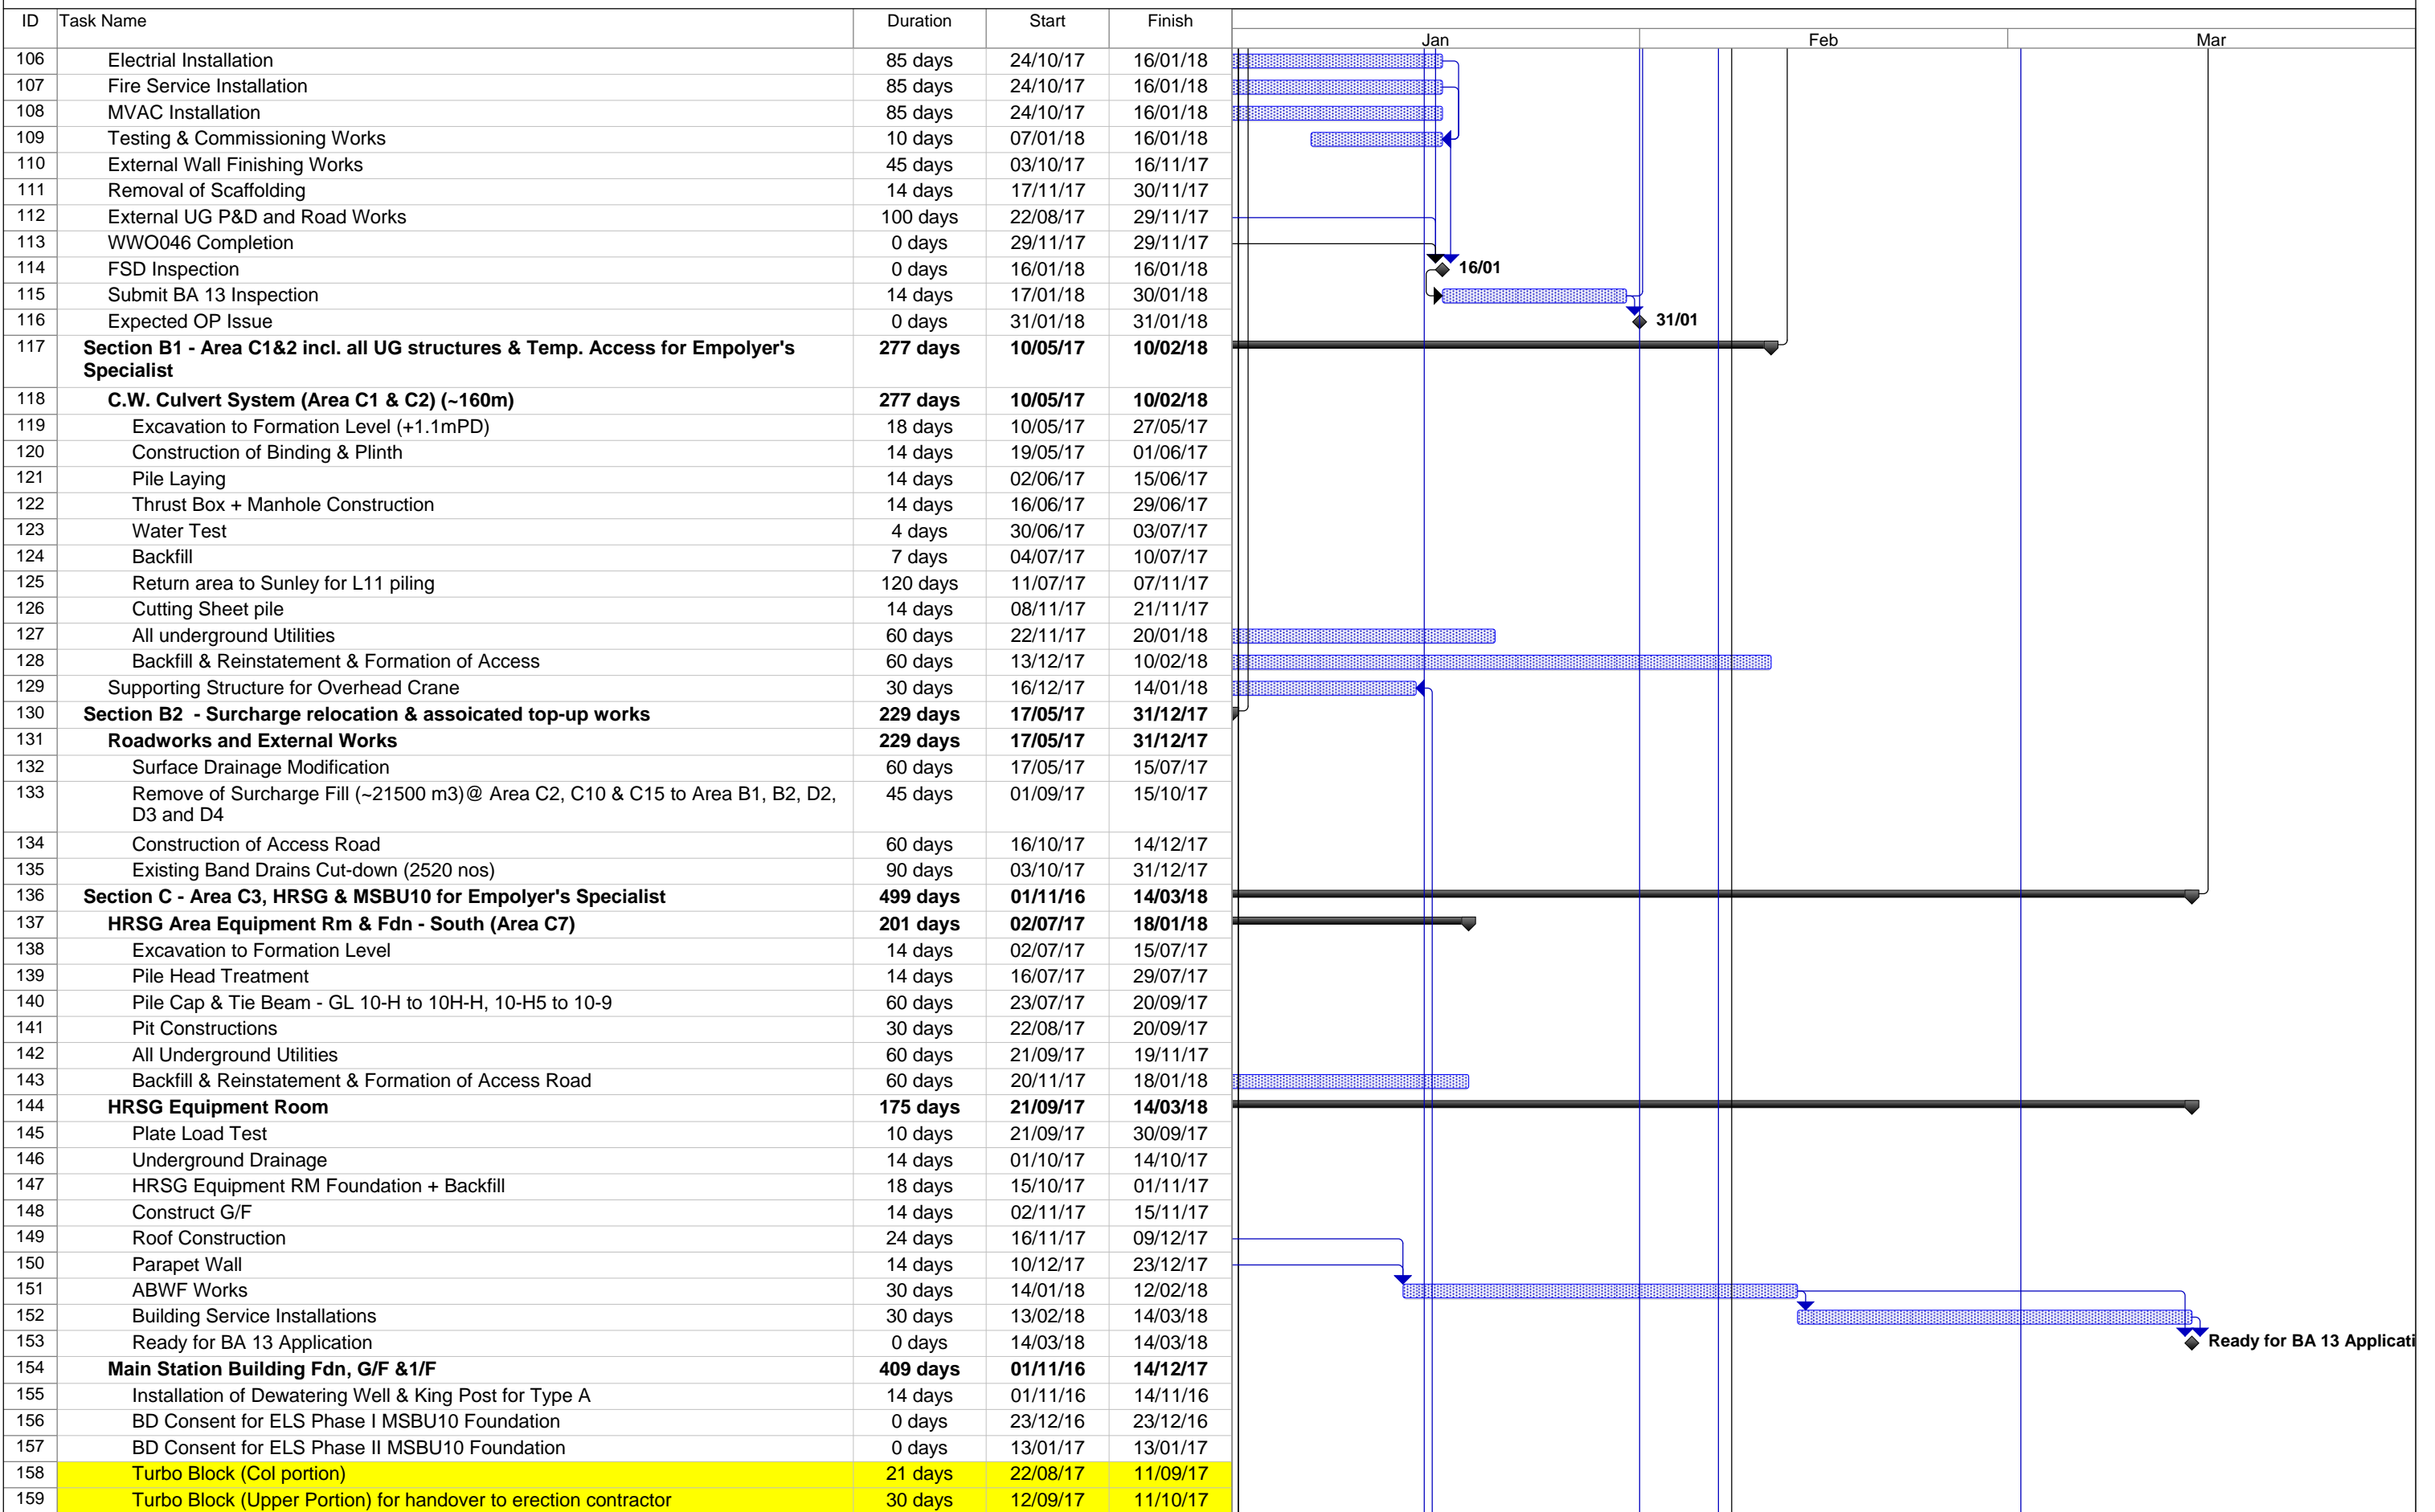 ID Task Name Duration Start Finish
Jan Feb Mar
106 Electrial Installation 85 days 24/10/17 16/01/18
107 Fire Service Installation 85 days 24/10/17 16/01/18
108 MVAC Installation 85 days 24/10/17 16/01/18
109 Testing & Commissioning Works 10 days 07/01/18 16/01/18
110 External Wall Finishing Works 45 days 03/10/17 16/11/17
111 Removal of Scaffolding 14 days 17/11/17 30/11/17
112 External UG P&D and Road Works 100 days 22/08/17 29/11/17
113 WWO046 Completion 0 days 29/11/17 29/11/17
114 FSD Inspection 0 days 16/01/18 16/01/18 16/01
115 Submit BA 13 Inspection 14 days 17/01/18 30/01/18
116 Expected OP Issue 0 days 31/01/18 31/01/18 31/01
117 Section B1 - Area C1&2 incl. all UG structures & Temp. Access for Empolyer's 277 days 10/05/17 10/02/18
Specialist
118 C.W. Culvert System (Area C1 & C2) (~160m) 277 days 10/05/17 10/02/18
119 Excavation to Formation Level (+1.1mPD) 18 days 10/05/17 27/05/17
120 Construction of Binding & Plinth 14 days 19/05/17 01/06/17
121 Pile Laying 14 days 02/06/17 15/06/17
122 Thrust Box + Manhole Construction 14 days 16/06/17 29/06/17
123 Water Test 4 days 30/06/17 03/07/17
124 Backfill 7 days 04/07/17 10/07/17
125 Return area to Sunley for L11 piling 120 days 11/07/17 07/11/17
126 Cutting Sheet pile 14 days 08/11/17 21/11/17
127 All underground Utilities 60 days 22/11/17 20/01/18
128 Backfill & Reinstatement & Formation of Access 60 days 13/12/17 10/02/18
129 Supporting Structure for Overhead Crane 30 days 16/12/17 14/01/18
130 Section B2 - Surcharge relocation & assoicated top-up works 229 days 17/05/17 31/12/17
131 Roadworks and External Works 229 days 17/05/17 31/12/17
132 Surface Drainage Modification 60 days 17/05/17 15/07/17
133 Remove of Surcharge Fill (~21500 m3)@ Area C2, C10 & C15 to Area B1, B2, D2, 45 days 01/09/17 15/10/17
D3 and D4
134 Construction of Access Road 60 days 16/10/17 14/12/17
135 Existing Band Drains Cut-down (2520 nos) 90 days 03/10/17 31/12/17
136 Section C - Area C3, HRSG & MSBU10 for Empolyer's Specialist 499 days 01/11/16 14/03/18
137 HRSG Area Equipment Rm & Fdn - South (Area C7) 201 days 02/07/17 18/01/18
138 Excavation to Formation Level 14 days 02/07/17 15/07/17
139 Pile Head Treatment 14 days 16/07/17 29/07/17
140 Pile Cap & Tie Beam - GL 10-H to 10H-H, 10-H5 to 10-9 60 days 23/07/17 20/09/17
141 Pit Constructions 30 days 22/08/17 20/09/17
142 All Underground Utilities 60 days 21/09/17 19/11/17
143 Backfill & Reinstatement & Formation of Access Road 60 days 20/11/17 18/01/18
144 HRSG Equipment Room 175 days 21/09/17 14/03/18
145 Plate Load Test 10 days 21/09/17 30/09/17
146 Underground Drainage 14 days 01/10/17 14/10/17
147 HRSG Equipment RM Foundation + Backfill 18 days 15/10/17 01/11/17
148 Construct G/F 14 days 02/11/17 15/11/17
149 Roof Construction 24 days 16/11/17 09/12/17
150 Parapet Wall 14 days 10/12/17 23/12/17
151 ABWF Works 30 days 14/01/18 12/02/18
152 Building Service Installations 30 days 13/02/18 14/03/18
153 Ready for BA 13 Application 0 days 14/03/18 14/03/18 Ready for BA 13 Applicati
154 Main Station Building Fdn, G/F &1/F 409 days 01/11/16 14/12/17
155 Installation of Dewatering Well & King Post for Type A 14 days 01/11/16 14/11/16
156 BD Consent for ELS Phase I MSBU10 Foundation 0 days 23/12/16 23/12/16
157 BD Consent for ELS Phase II MSBU10 Foundation 0 days 13/01/17 13/01/17
158 Turbo Block (Col portion) 21 days 22/08/17 11/09/17
159 Turbo Block (Upper Portion) for handover to erection contractor 30 days 12/09/17 11/10/17